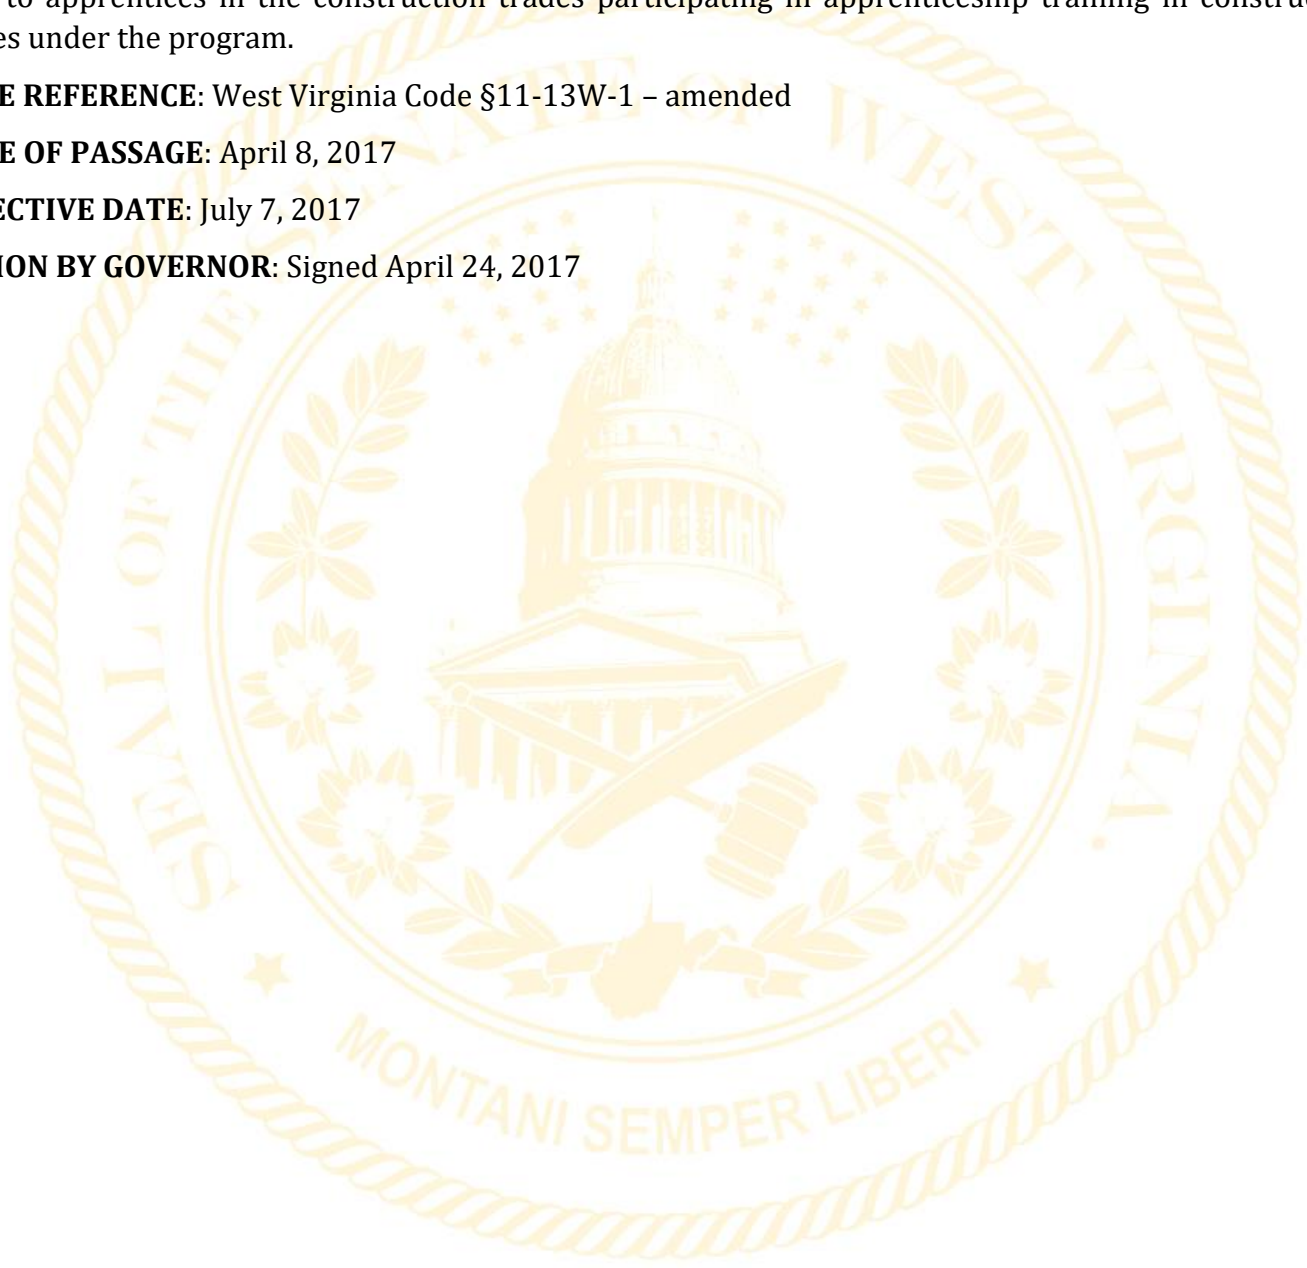 to apprentices in the construction trades participating in apprenticeship training in construc
es under the program.
E REFERENCE: West Virginia Code §11-13W-1 – amended
E OF PASSAGE: April 8, 2017
ECTIVE DATE: July 7, 2017
ION BY GOVERNOR: Signed April 24, 2017
SEAL OF THE SENATE OF WEST VIRGINIA
MONTANI SEMPER LIBERI